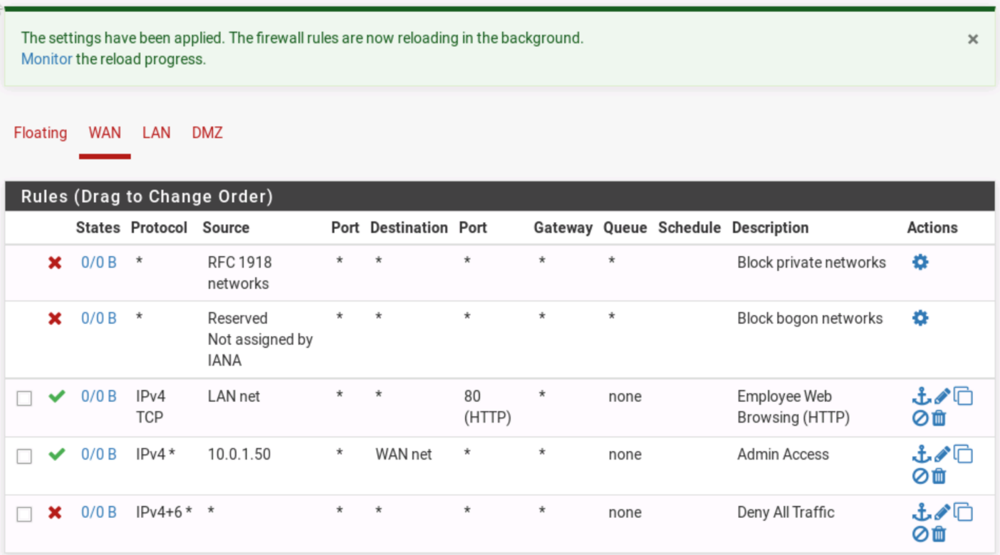 The settings have been applied. The firewall rules are now reloading in the background.
Monitor the reload progress.
×
Floating WAN LAN DMZ
Rules (Drag to Change Order)
States Protocol Source Port Destination Port Gateway Queue Schedule Description Actions
0/0 B * RFC 1918 * * * * * Block private networks
networks
0/0 B * Reserved * * * * * Block bogon networks
Not assigned by
IANA
0/0 B IPv4 LAN net * * 80 * none Employee Web
TCP (HTTP) Browsing (HTTP)
0/0 B IPv4 * 10.0.1.50 * WAN net * * none Admin Access
0/0 B IPv4+6 * * * * * * none Deny All Traffic